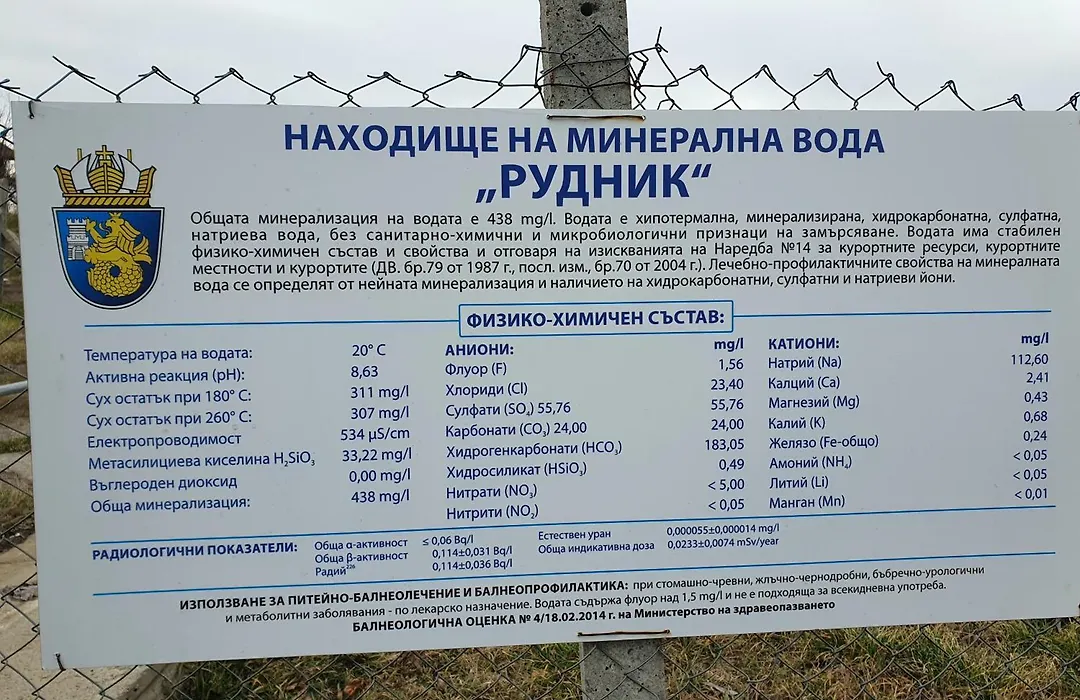 НАХОДИЩЕ НА МИНЕРАЛНА ВОДА
„РУДНИК“
Общата минерализация на водата е 438 mg/l. Водата е хипотермална, минерализирана, хидрокарбонатна, сулфатна,
натриева вода, без санитарно-химични и микробиологични признаци на замърсяване. Водата има стабилен
физико-химичен състав и свойства и отговаря на изискванията на Наредба №14 за курортните ресурси, курортните
местности и курортите (ДВ. бр.79 от 1987 г., посл. изм., бр.70 от 2004 г.). Лечебно-профилактичните свойства на минералната
вода се определят от нейната минерализация и наличието на хидрокарбонатни, сулфатни и натриеви йони.
ФИЗИКО-ХИМИЧЕН СЪСТАВ:
Температура на водата: 20° C
Активна реакция (pH): 8,63
Сух остатък при 180° C: 311 mg/l
Сух остатък при 260° C: 307 mg/l
Електропроводимост 534 µS/cm
Метасилициева киселина H₂SiO₃ 33,22 mg/l
Въглероден диоксид 0,00 mg/l
Обща минерализация: 438 mg/l
АНИОНИ: mg/l
Флуор (F) 1,56
Хлориди (Cl) 23,40
Сулфати (SO₄) 55,76 55,76
Карбонати (CO₃) 24,00 24,00
Хидрогенкарбонати (HCO₃) 183,05
Хидросиликат (HSiO₃) 0,49
Нитрати (NO₃) < 5,00
Нитрити (NO₂) < 0,05
КАТИОНИ: mg/l
Натрий (Na) 112,60
Калций (Ca) 2,41
Магнезий (Mg) 0,43
Калий (K) 0,68
Желязо (Fe-общо) 0,24
Амоний (NH₄) < 0,05
Литий (Li) < 0,05
Манган (Mn) < 0,01
РАДИОЛОГИЧНИ ПОКАЗАТЕЛИ:
Обща α-активност ≤ 0,06 Bq/l
Обща β-активност 0,114±0,031 Bq/l
Радий²²⁶ 0,114±0,036 Bq/l
Естествен уран 0,000055±0,000014 mg/l
Обща индикативна доза 0,0233±0,0074 mSv/year
ИЗПОЛЗВАНЕ ЗА ПИТЕЙНО-БАЛНЕОЛЕЧЕНИЕ И БАЛНЕОПРОФИЛАКТИКА: при стомашно-чревни, жлъчно-чернодробни, бъбречно-урологични
и метаболитни заболявания - по лекарско назначение. Водата съдържа флуор над 1,5 mg/l и не е подходяща за всекидневна употреба.
БАЛНЕОЛОГИЧНА ОЦЕНКА № 4/18.02.2014 г. на Министерство на здравеопазването